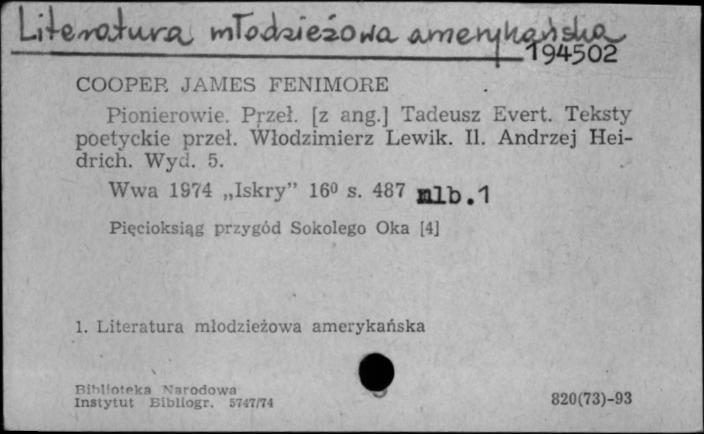 Literatura młodzieżowa amerykańska
194502
COOPER JAMES FENIMORE
Pionierowie. Przeł. [z ang.] Tadeusz Evert. Teksty
poetyckie przeł. Włodzimierz Lewik. Il. Andrzej Hei-
drich. Wyd. 5.
Wwa 1974 „Iskry” 16⁰ s. 487 nlb.1
Pięcioksiąg przygód Sokolego Oka [4]
1. Literatura młodzieżowa amerykańska
Biblioteka Narodowa
Instytut Bibliogr. 5747/74
820(73)-93